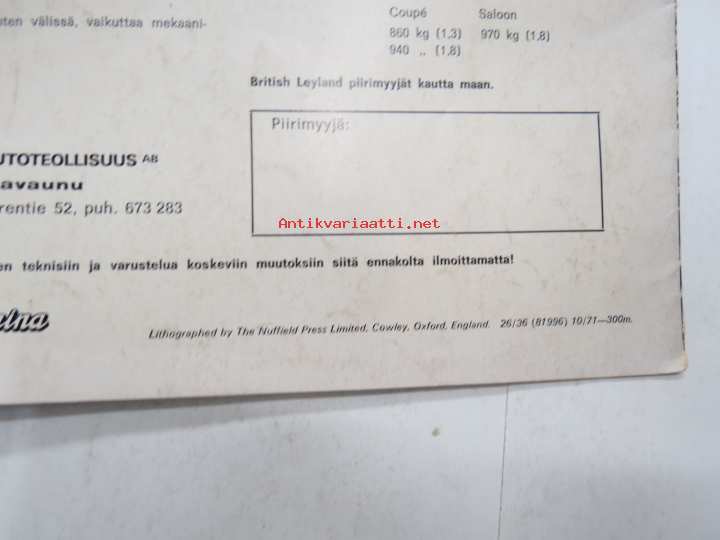 Coupé Saloon
ten välissä, vaikuttaa mekaani-
860 kg (1,3) 970 kg (1,8)
940 ,, (1,8)
British Leyland piirimyyjät kautta maan.
Piirimyyjä:
UTOTEOLLISUUS AB
avaunu
rentie 52, puh. 673 283
Antikvariaatti.net
en teknisiin ja varustelua koskeviin muutoksiin siitä ennakolta ilmoittamatta!
Lithographed by The Nuffield Press Limited, Cowley, Oxford, England. 26/36 (81996) 10/71—300m.